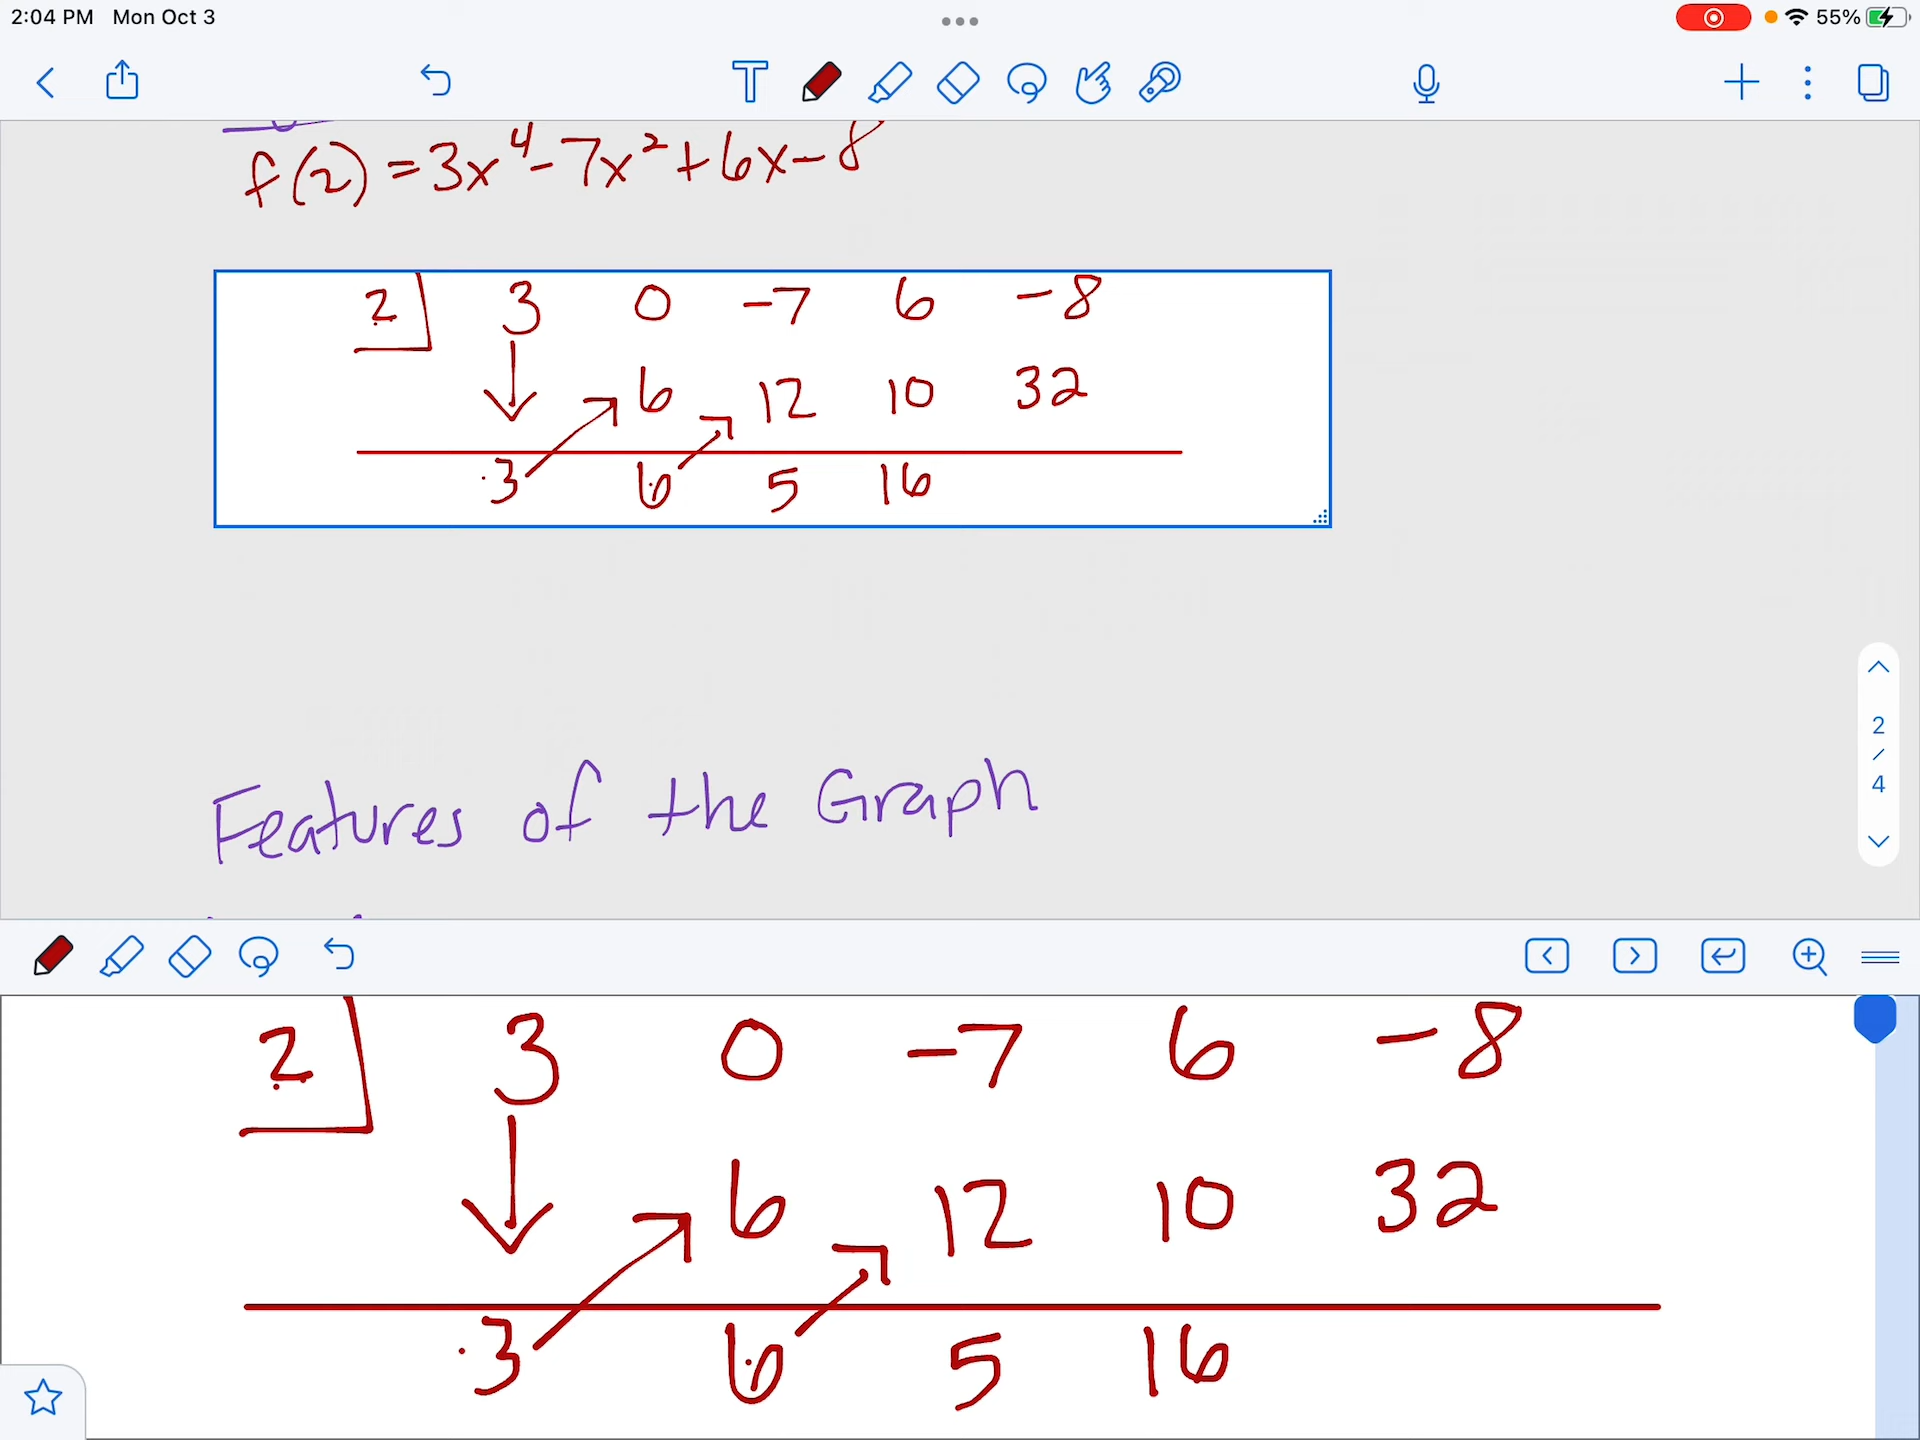 2:04 PM Mon Oct 3
55%
T
f(2) = 3x⁴ - 7x² + 6x - 8
2 3 0 -7 6 -8
6 12 10 32
3 6 5 16
2
/
4
Features of the Graph
2 3 0 -7 6 -8
6 12 10 32
3 6 5 16